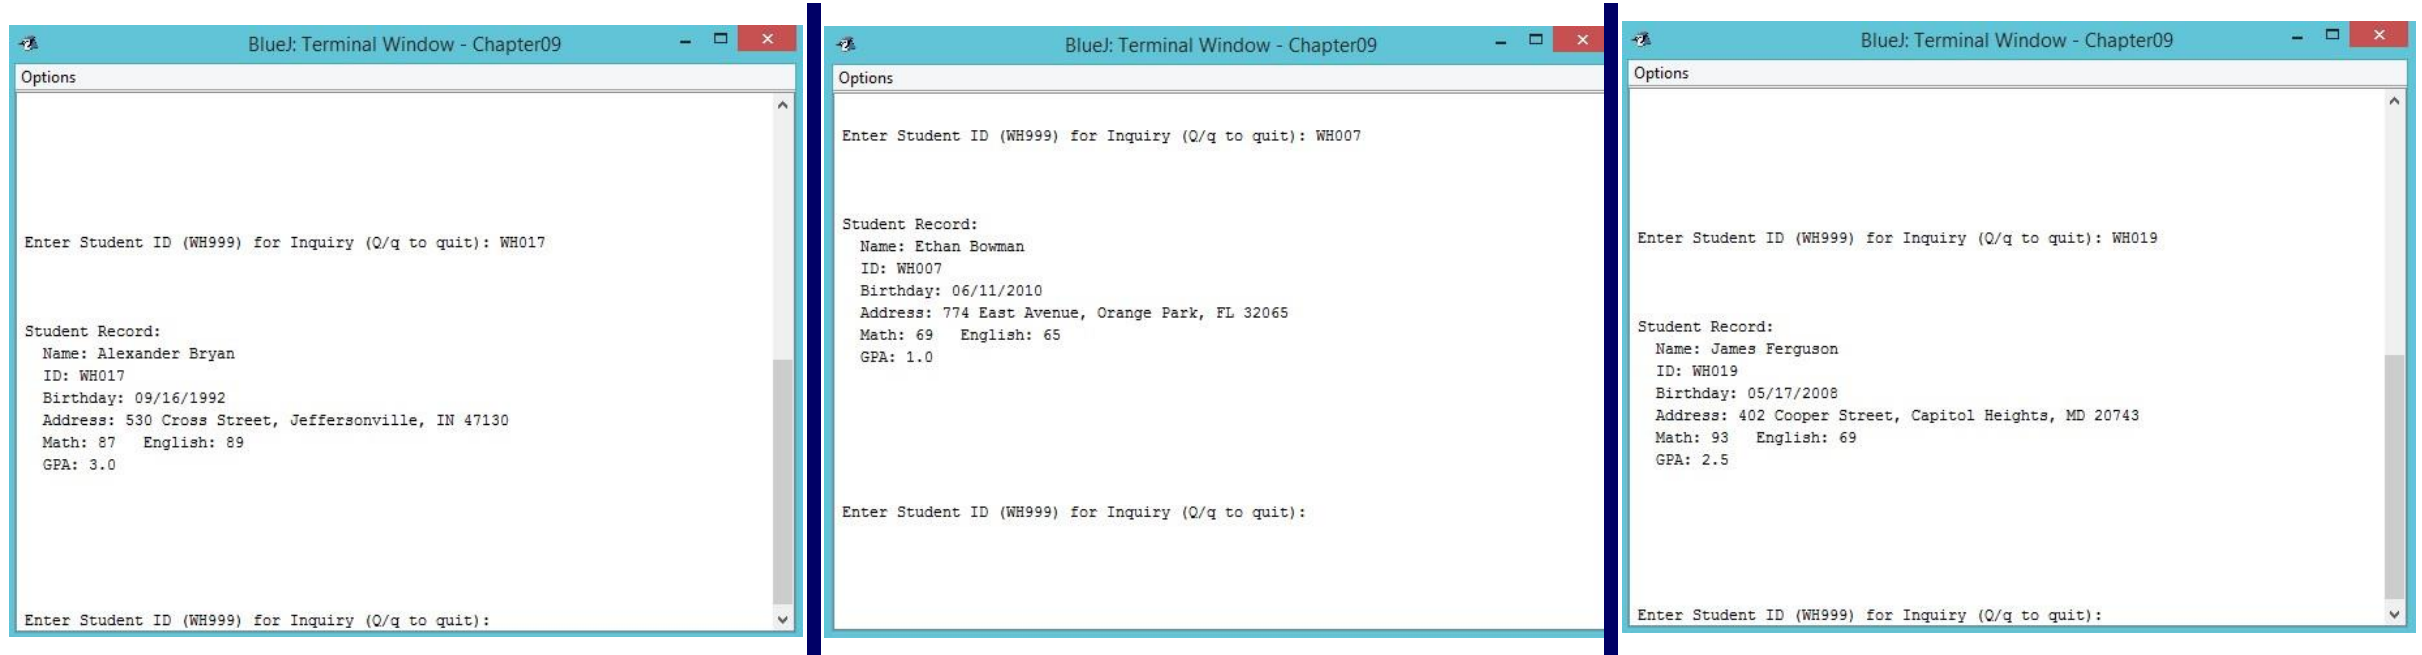 BlueJ: Terminal Window - Chapter09
Options
Enter Student ID (WH999) for Inquiry (Q/q to quit): WH017
Student Record:
Name: Alexander Bryan
ID: WH017
Birthday: 09/16/1992
Address: 530 Cross Street, Jeffersonville, IN 47130
Math: 87   English: 89
GPA: 3.0
Enter Student ID (WH999) for Inquiry (Q/q to quit):
BlueJ: Terminal Window - Chapter09
Options
Enter Student ID (WH999) for Inquiry (Q/q to quit): WH007
Student Record:
Name: Ethan Bowman
ID: WH007
Birthday: 06/11/2010
Address: 774 East Avenue, Orange Park, FL 32065
Math: 69   English: 65
GPA: 1.0
Enter Student ID (WH999) for Inquiry (Q/q to quit):
BlueJ: Terminal Window - Chapter09
Options
Enter Student ID (WH999) for Inquiry (Q/q to quit): WH019
Student Record:
Name: James Ferguson
ID: WH019
Birthday: 05/17/2008
Address: 402 Cooper Street, Capitol Heights, MD 20743
Math: 93   English: 69
GPA: 2.5
Enter Student ID (WH999) for Inquiry (Q/q to quit):